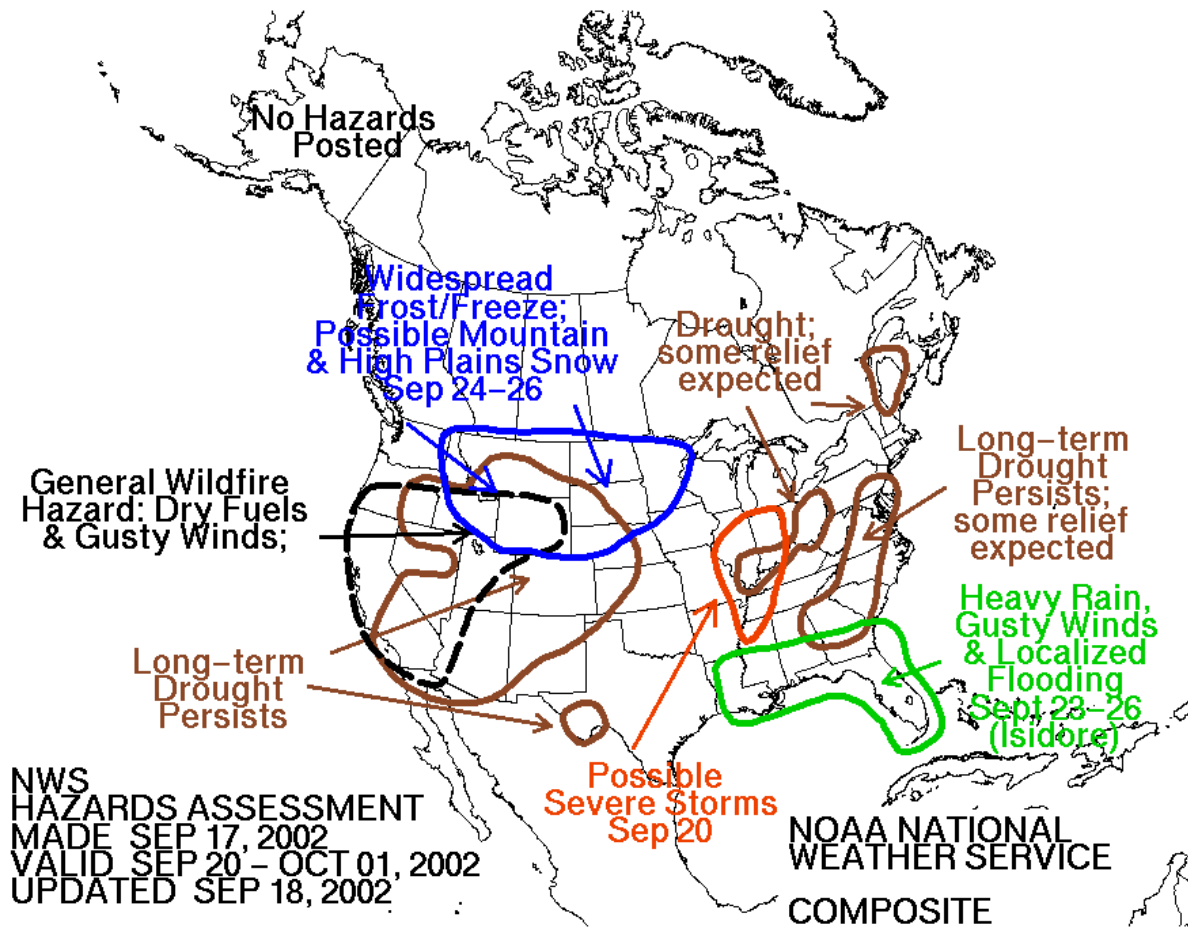 No Hazards
Posted
Widespread
Frost/Freeze;
Possible Mountain
& High Plains Snow
Sep 24-26
Drought;
some relief
expected
Long-term
Drought
Persists;
some relief
expected
General Wildfire
Hazard: Dry Fuels
& Gusty Winds;
Heavy Rain,
Gusty Winds
& Localized
Flooding
Sept 23-26
(Isidore)
Long-term
Drought
Persists
Possible
Severe Storms
Sep 20
NWS
HAZARDS ASSESSMENT
MADE SEP 17, 2002
VALID SEP 20 - OCT 01, 2002
UPDATED SEP 18, 2002
NOAA NATIONAL
WEATHER SERVICE
COMPOSITE